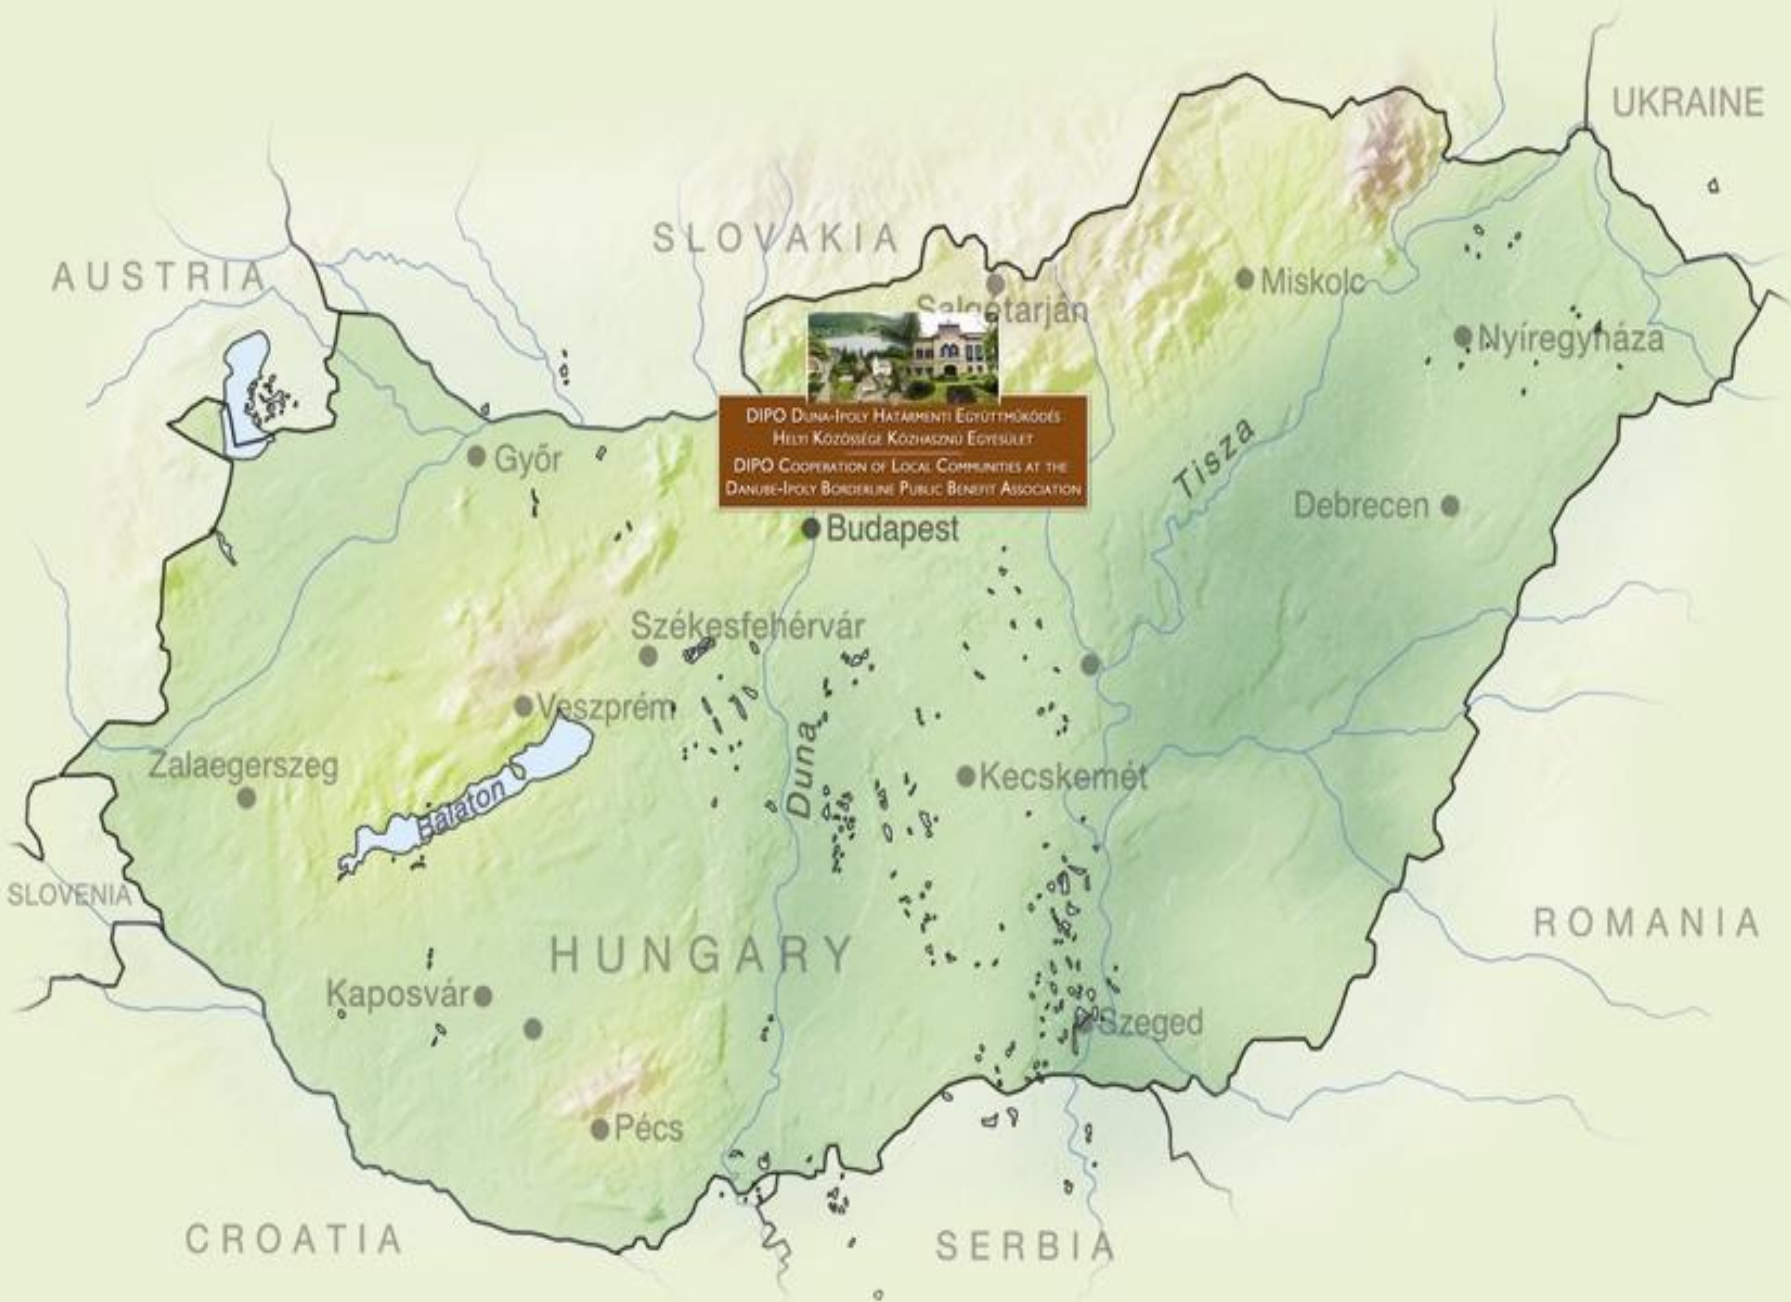 UKRAINE
SLOVAKIA
AUSTRIA
Miskolc
Salgótarján
Nyíregyháza
DIPO Duna-Ipoly Határmenti Együttműködés
Helyi Közössége Közhasznú Egyesület
DIPO Cooperation of Local Communities at the
Danube-Ipoly Borderline Public Benefit Association
Győr
Tisza
Debrecen
Budapest
Székesfehérvár
Veszprém
Duna
Zalaegerszeg
Kecskemét
Balaton
SLOVENIA
ROMANIA
HUNGARY
Kaposvár
Szeged
Pécs
CROATIA
SERBIA